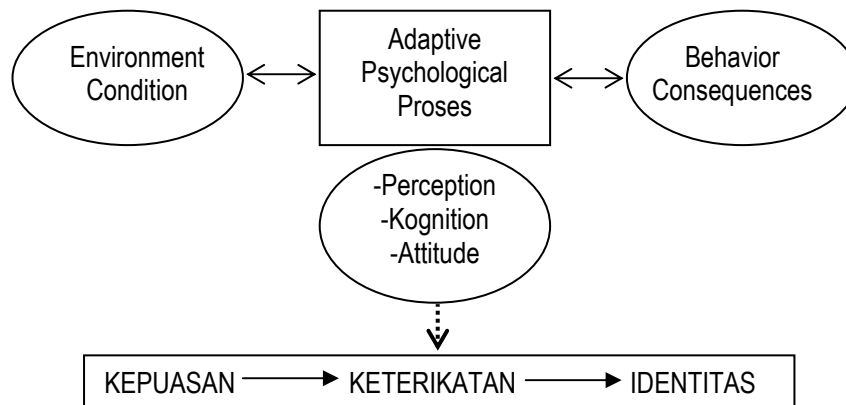 Environment
Condition
Adaptive
Psychological
Proses
Behavior
Consequences
-Perception
-Kognition
-Attitude
KEPUASAN KETERIKATAN IDENTITAS